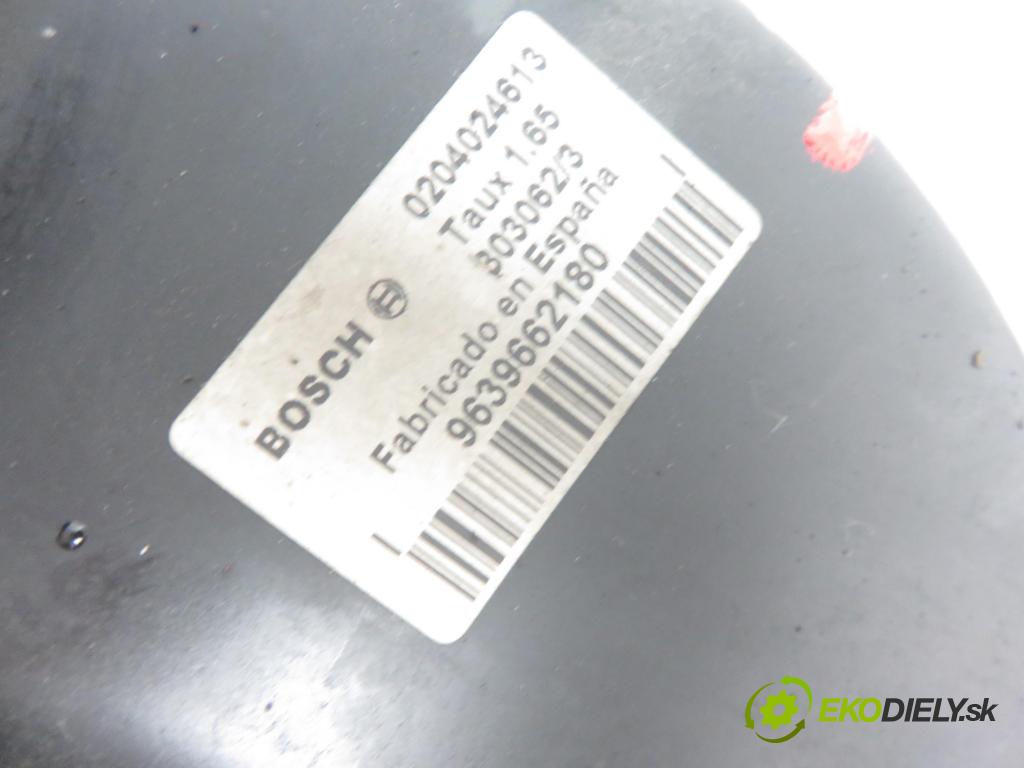 0204024613
Taux 1.65
303062/3
BOSCH
Fabricado en España
9639662180
EKODIELY.sk